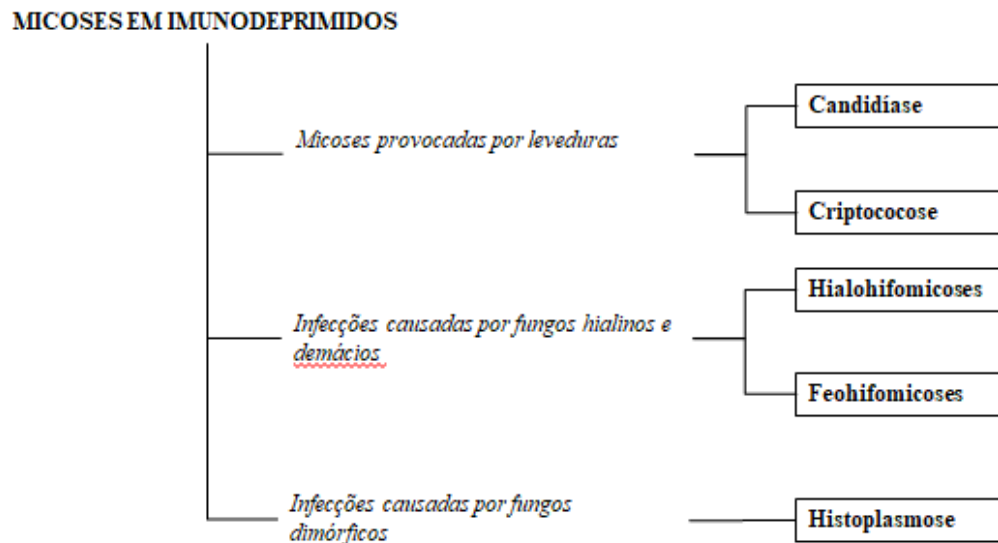 MICOSES EM IMUNODEPRIMIDOS
Micoses provocadas por leveduras
Candidíase
Criptococose
Infecções causadas por fungos hialinos e
demácios
Hialohifomicoses
Feohifomicoses
Infecções causadas por fungos
dimórficos
Histoplasmose